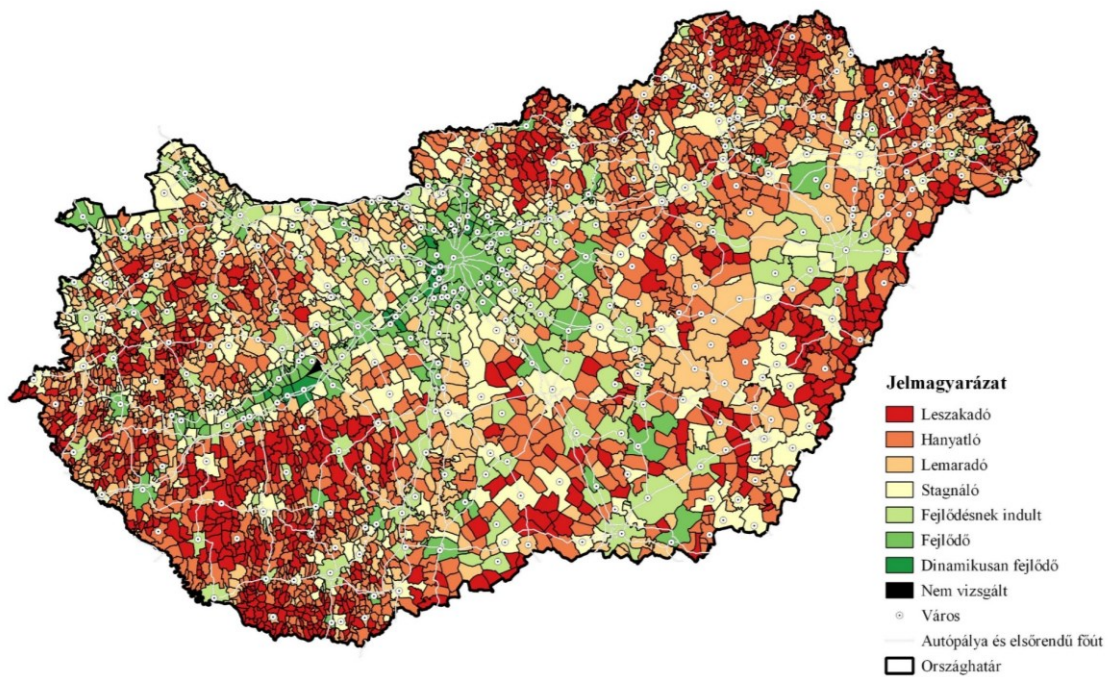 Jelmagyarázat
Leszakadó
Hanyatló
Lemaradó
Stagnáló
Fejlődésnek indult
Fejlődő
Dinamikusan fejlődő
Nem vizsgált
Város
Autópálya és elsőrendű főút
Országhatár